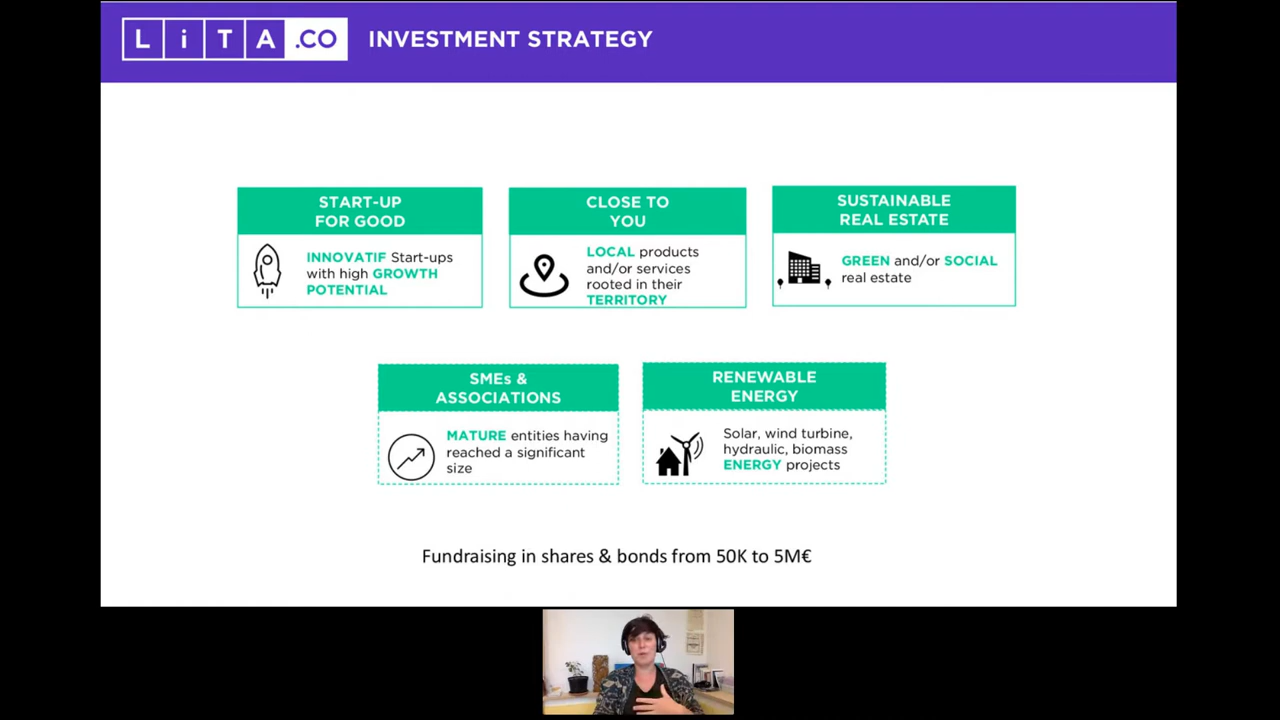 LiTA.CO INVESTMENT STRATEGY
START-UP
FOR GOOD
INNOVATIF Start-ups
with high GROWTH
POTENTIAL
CLOSE TO
YOU
LOCAL products
and/or services
rooted in their
TERRITORY
SUSTAINABLE
REAL ESTATE
GREEN and/or SOCIAL
real estate
SMEs &
ASSOCIATIONS
MATURE entities having
reached a significant
size
RENEWABLE
ENERGY
Solar, wind turbine,
hydraulic, biomass
ENERGY projects
Fundraising in shares & bonds from 50K to 5M€